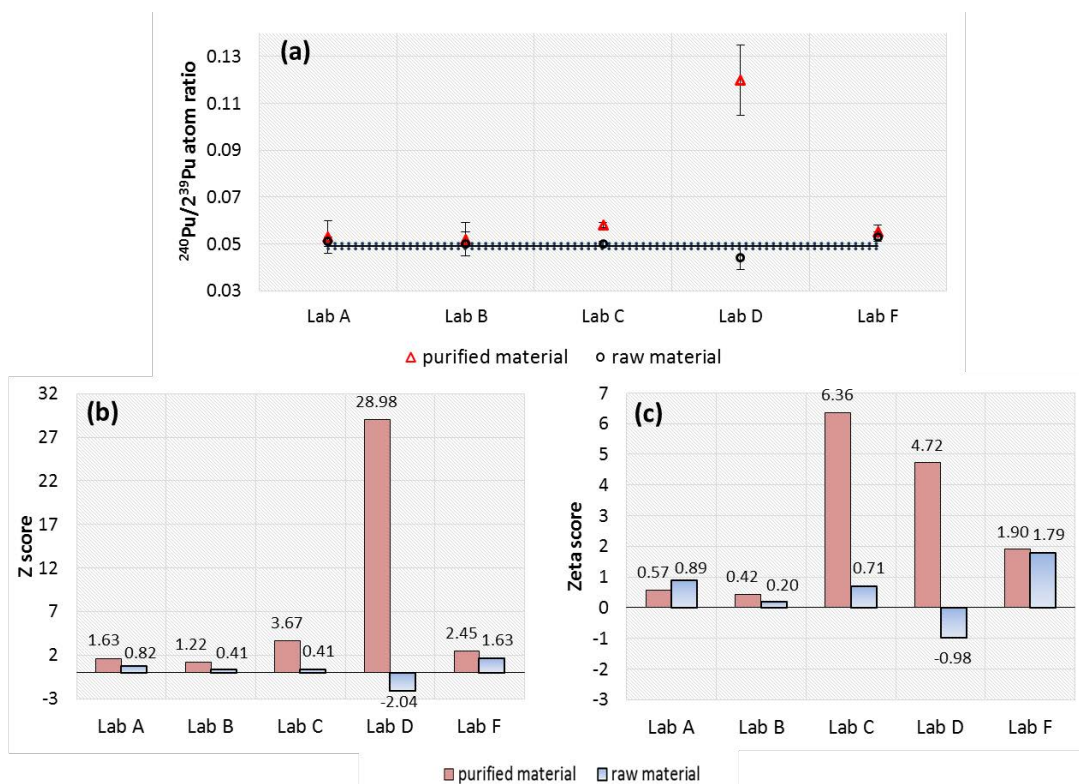 (a)
²⁴⁰Pu/2³⁹Pu atom ratio
0.13
0.11
0.09
0.07
0.05
0.03
Lab A Lab B Lab C Lab D Lab F
purified material raw material
(b)
Z score
32
27
22
17
12
7
2
-3
1.63 0.82 1.22 0.41 3.67 0.41 28.98 -2.04 2.45 1.63
Lab A Lab B Lab C Lab D Lab F
(c)
Zeta score
7
6
5
4
3
2
1
0
-1
-2
-3
0.57 0.89 0.42 0.20 6.36 0.71 4.72 -0.98 1.90 1.79
Lab A Lab B Lab C Lab D Lab F
purified material raw material